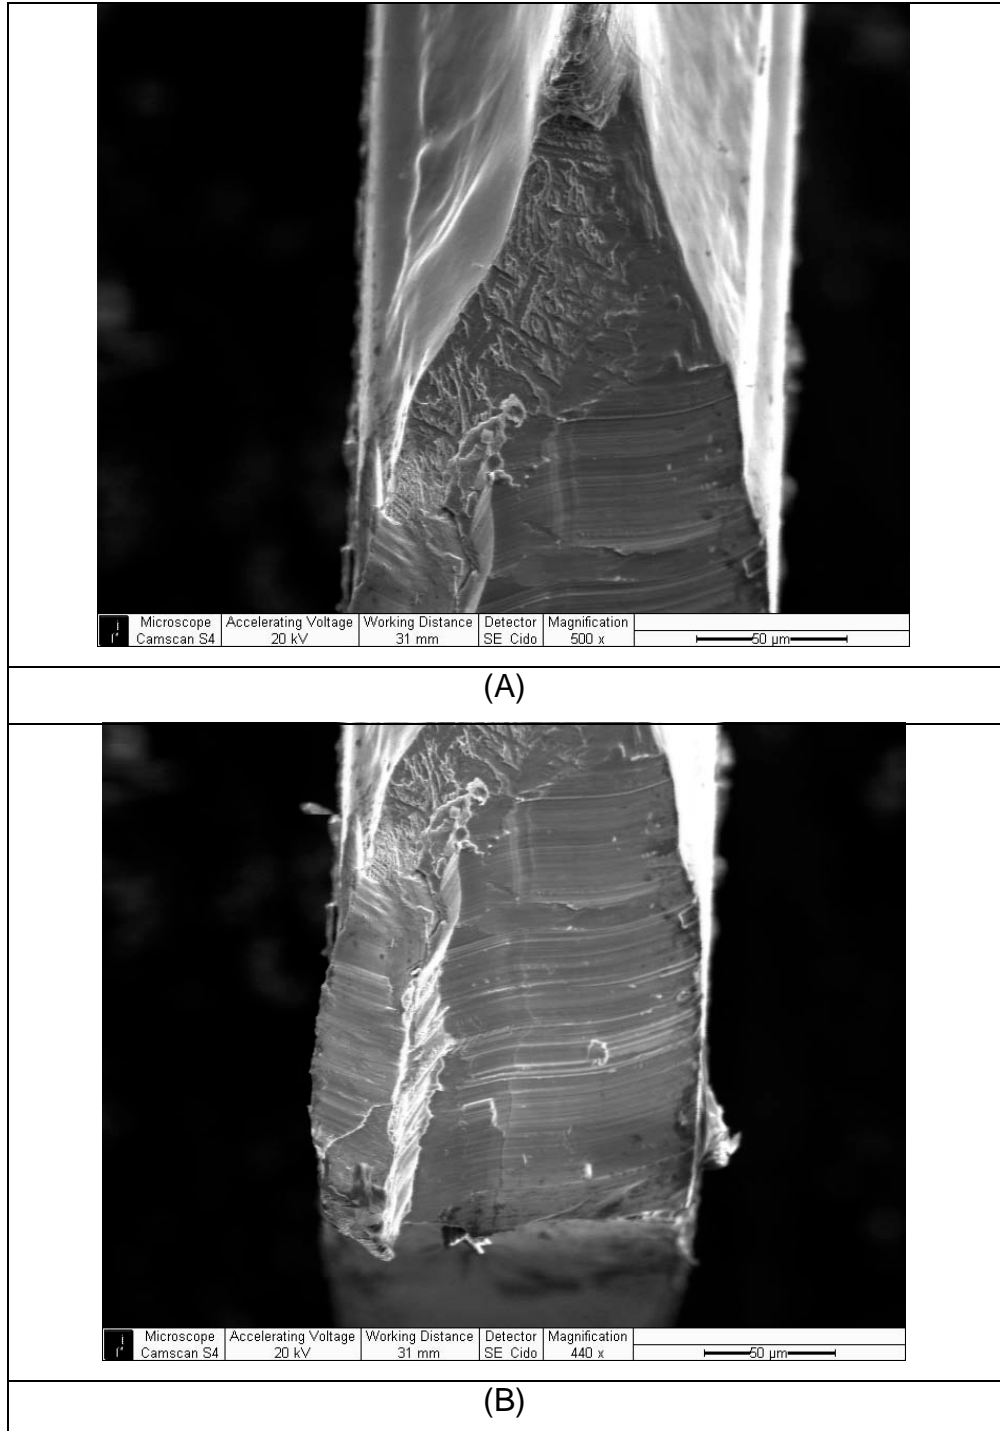 Microscope Accelerating Voltage Working Distance Detector Magnification
Camscan S4 20 kV 31 mm SE Cido 500 x 50 µm
(A)
Microscope Accelerating Voltage Working Distance Detector Magnification
Camscan S4 20 kV 31 mm SE Cido 440 x 50 µm
(B)